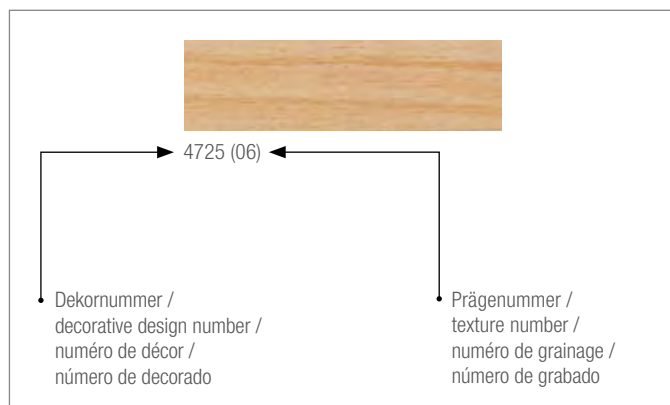 4725 (06)
Dekornummer /
decorative design number /
numéro de décor /
número de decorado
Prägenummer /
texture number /
numéro de grainage /
número de grabado